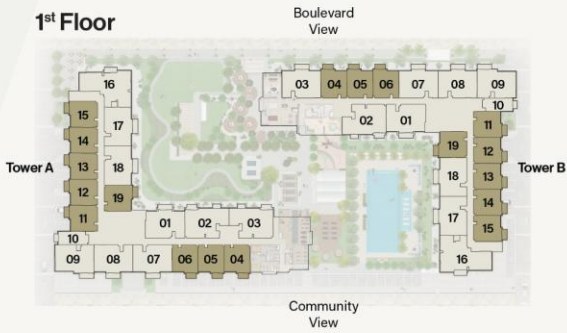 1st Floor
Boulevard
View
16
15
17
14
13
18
12
19
11
10
01 02 03
09 08 07 06 05 04
Tower A
03 04 05 06 07 08 09
10
02 01
11
19
12
18
13
14
17
15
16
Tower B
Community
View